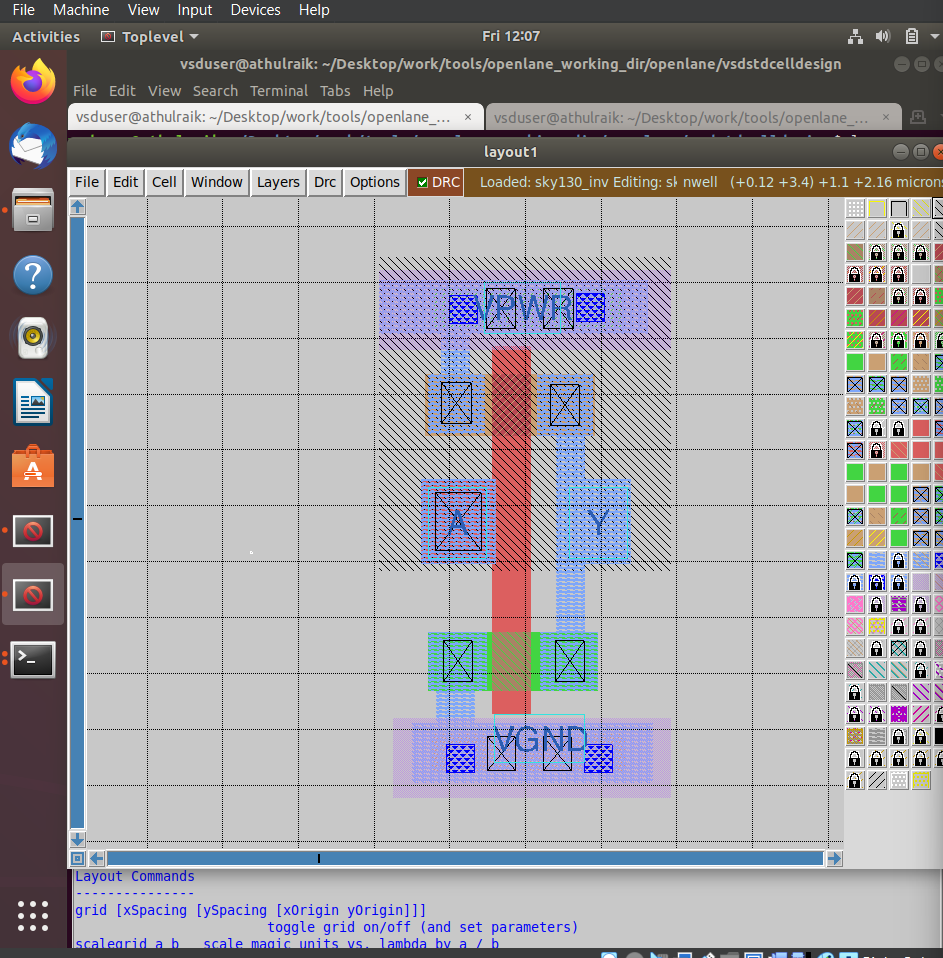 File Machine View Input Devices Help
Activities Toplevel Fri 12:07
vsduser@athulraik: ~/Desktop/work/tools/openlane_working_dir/openlane/vsdstdcelldesign
File Edit View Search Terminal Tabs Help
vsduser@athulraik: ~/Desktop/work/tools/openlane_... × vsduser@athulraik: ~/Desktop/work/tools/openlane_... ×
layout1
File Edit Cell Window Layers Drc Options DRC Loaded: sky130_inv Editing: sk nwell (+0.12 +3.4) +1.1 +2.16 microns
VPWR
A Y
VGND
Layout Commands
---------------
grid [xSpacing [ySpacing [xOrigin yOrigin]]]
toggle grid on/off (and set parameters)
scalegrid a b scale magic units vs. lambda by a / b